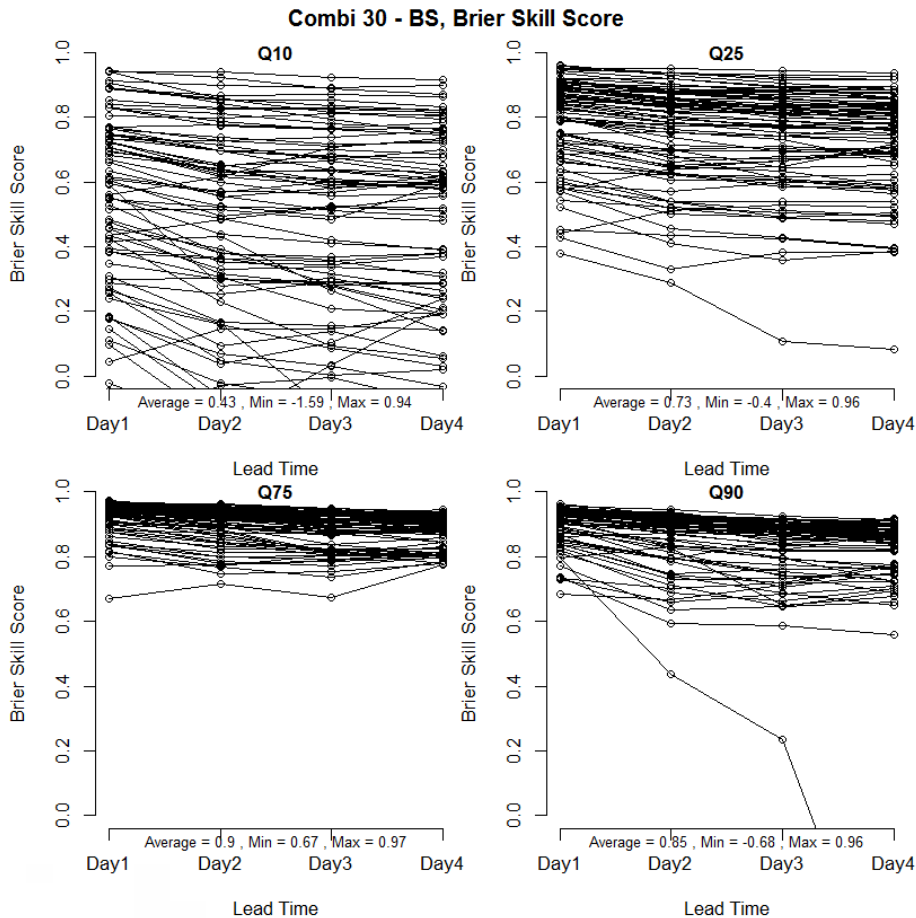 Combi 30 - BS, Brier Skill Score
Q10
1.0
0.8
0.6
0.4
0.2
0.0
Brier Skill Score
Average = 0.43 , Min = -1.59 , Max = 0.94
Day1 Day2 Day3 Day4
Lead Time
Q25
1.0
0.8
0.6
0.4
0.2
0.0
Brier Skill Score
Average = 0.73 , Min = -0.4 , Max = 0.96
Day1 Day2 Day3 Day4
Lead Time
Q75
1.0
0.8
0.6
0.4
0.2
0.0
Brier Skill Score
Average = 0.9 , Min = 0.67 , Max = 0.97
Day1 Day2 Day3 Day4
Lead Time
Q90
1.0
0.8
0.6
0.4
0.2
0.0
Brier Skill Score
Average = 0.85 , Min = -0.68 , Max = 0.96
Day1 Day2 Day3 Day4
Lead Time